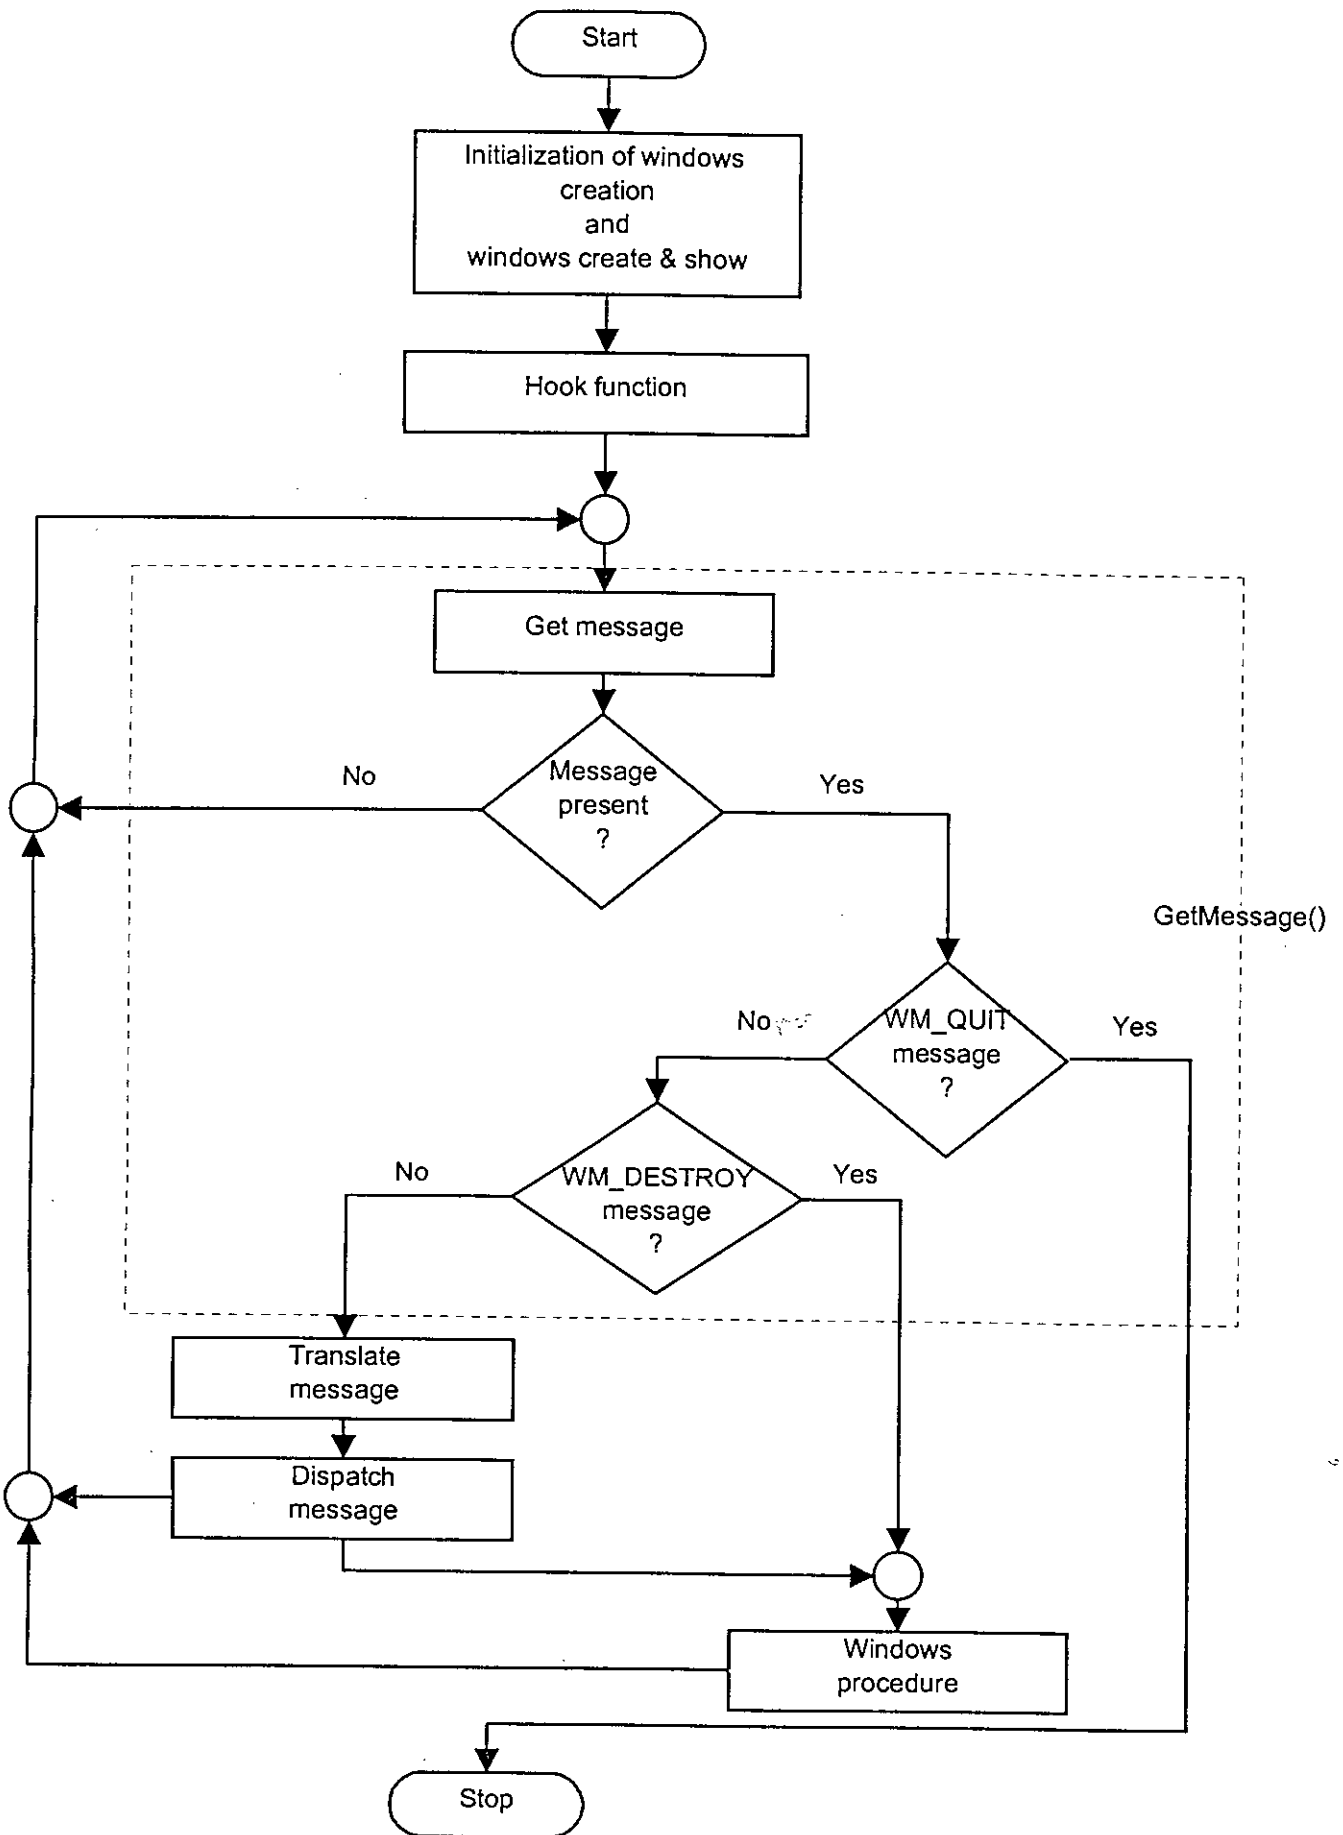 Start
Initialization of windows
creation
and
windows create & show
Hook function
Get message
Message
present
?
No
Yes
GetMessage()
WM_QUIT
message
?
No
Yes
WM_DESTROY
message
?
No
Yes
Translate
message
Dispatch
message
Windows
procedure
Stop